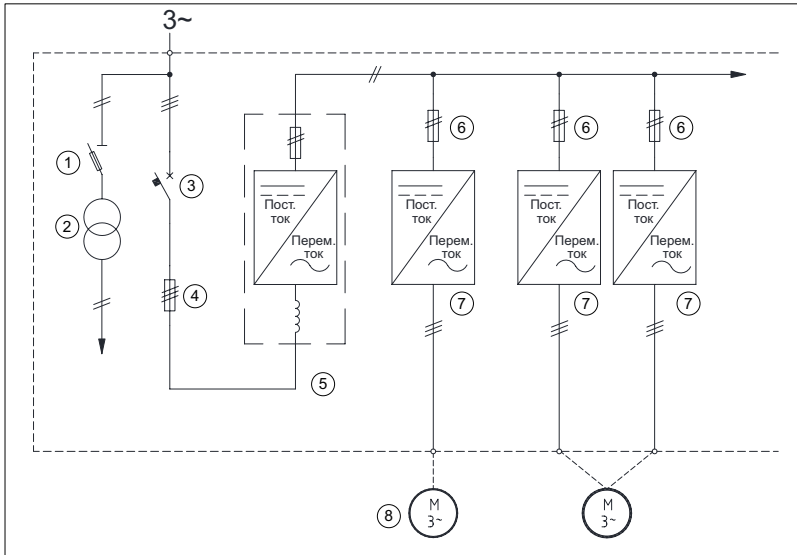 3~
1
2
3
4
5
Пост.
ток
Перем.
ток
6
Пост.
ток
Перем.
ток
7
6
Пост.
ток
Перем.
ток
7
6
Пост.
ток
Перем.
ток
7
8
M
3~
M
3~